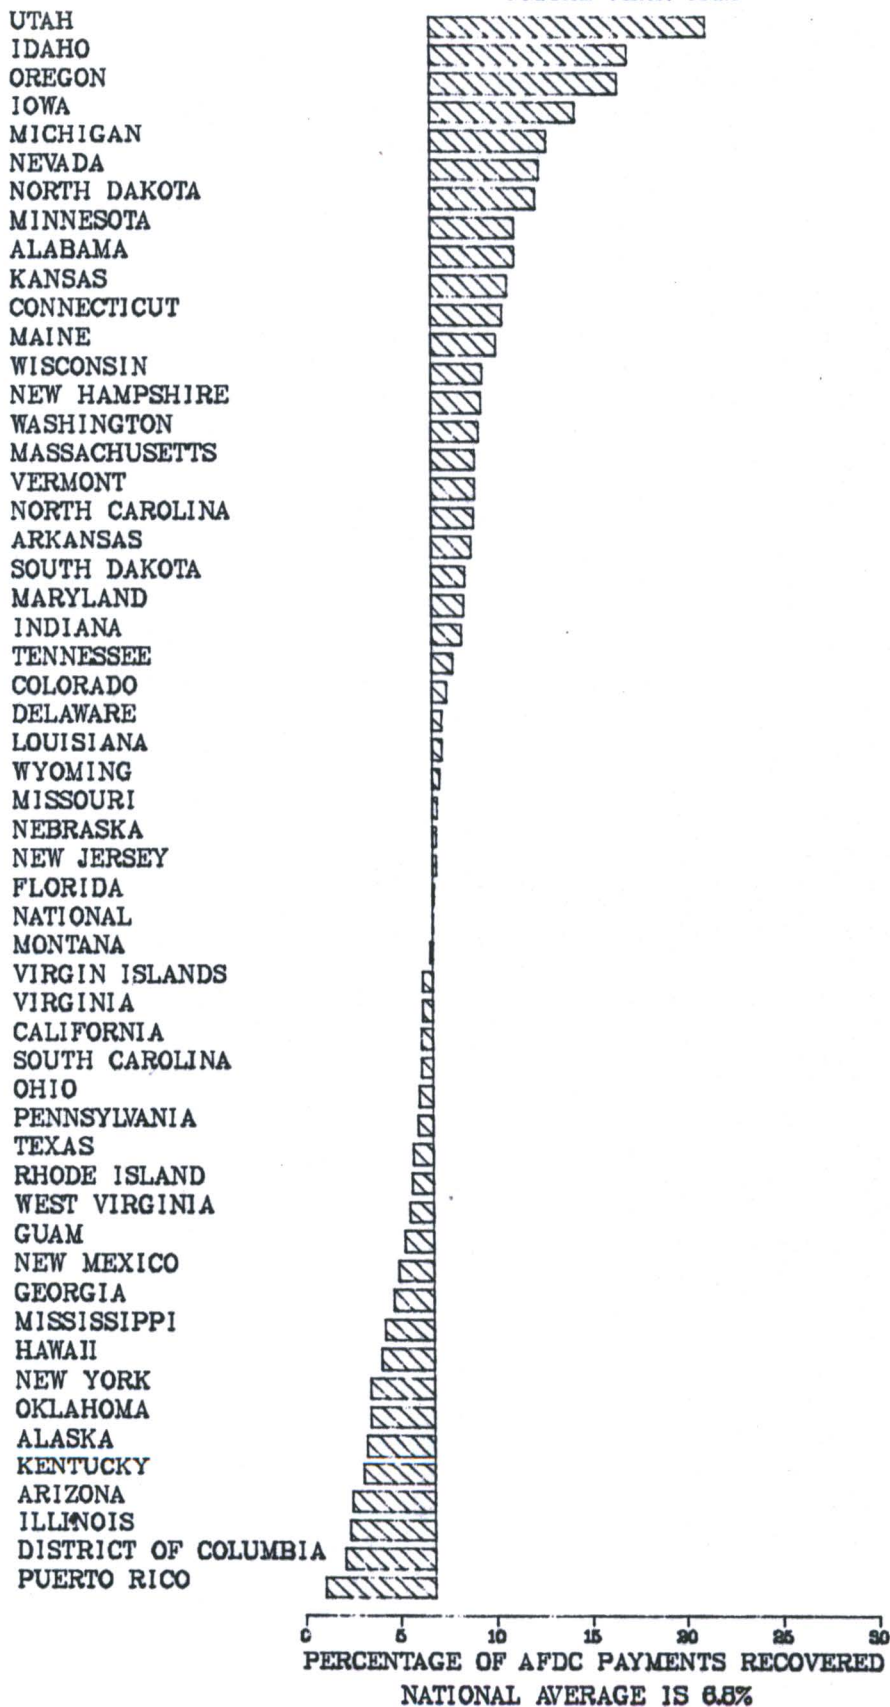 UTAH
IDAHO
OREGON
IOWA
MICHIGAN
NEVADA
NORTH DAKOTA
MINNESOTA
ALABAMA
KANSAS
CONNECTICUT
MAINE
WISCONSIN
NEW HAMPSHIRE
WASHINGTON
MASSACHUSETTS
VERMONT
NORTH CAROLINA
ARKANSAS
SOUTH DAKOTA
MARYLAND
INDIANA
TENNESSEE
COLORADO
DELAWARE
LOUISIANA
WYOMING
MISSOURI
NEBRASKA
NEW JERSEY
FLORIDA
NATIONAL
MONTANA
VIRGIN ISLANDS
VIRGINIA
CALIFORNIA
SOUTH CAROLINA
OHIO
PENNSYLVANIA
TEXAS
RHODE ISLAND
WEST VIRGINIA
GUAM
NEW MEXICO
GEORGIA
MISSISSIPPI
HAWAII
NEW YORK
OKLAHOMA
ALASKA
KENTUCKY
ARIZONA
ILLINOIS
DISTRICT OF COLUMBIA
PUERTO RICO
0 5 10 15 20 25 30
PERCENTAGE OF AFDC PAYMENTS RECOVERED
NATIONAL AVERAGE IS